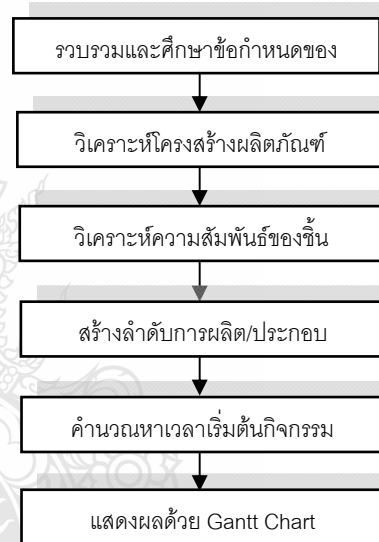 รวบรวมและศึกษาข้อกำหนดของ
วิเคราะห์โครงสร้างผลิตภัณฑ์
วิเคราะห์ความสัมพันธ์ของชิ้น
สร้างลำดับการผลิต/ประกอบ
คำนวณหาเวลาเริ่มต้นกิจกรรม
แสดงผลด้วย Gantt Chart